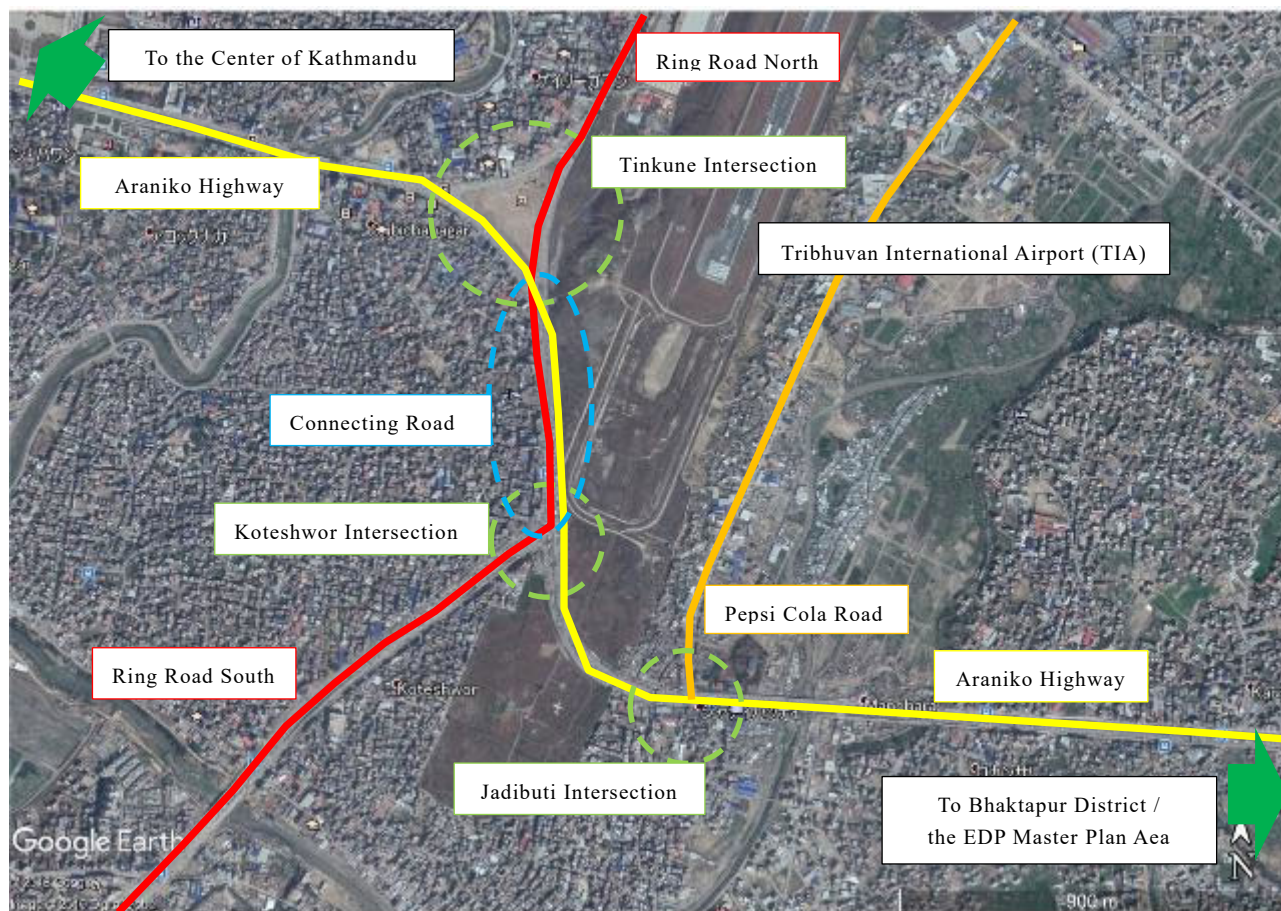 To the Center of Kathmandu
Ring Road North
Tinkune Intersection
Araniko Highway
Tribhuvan International Airport (TIA)
Connecting Road
Koteshwor Intersection
Pepsi Cola Road
Ring Road South
Araniko Highway
Koteshwar
Jadibuti Intersection
To Bhaktapur District /
the EDP Master Plan Aea
Google Earth
N
900 m